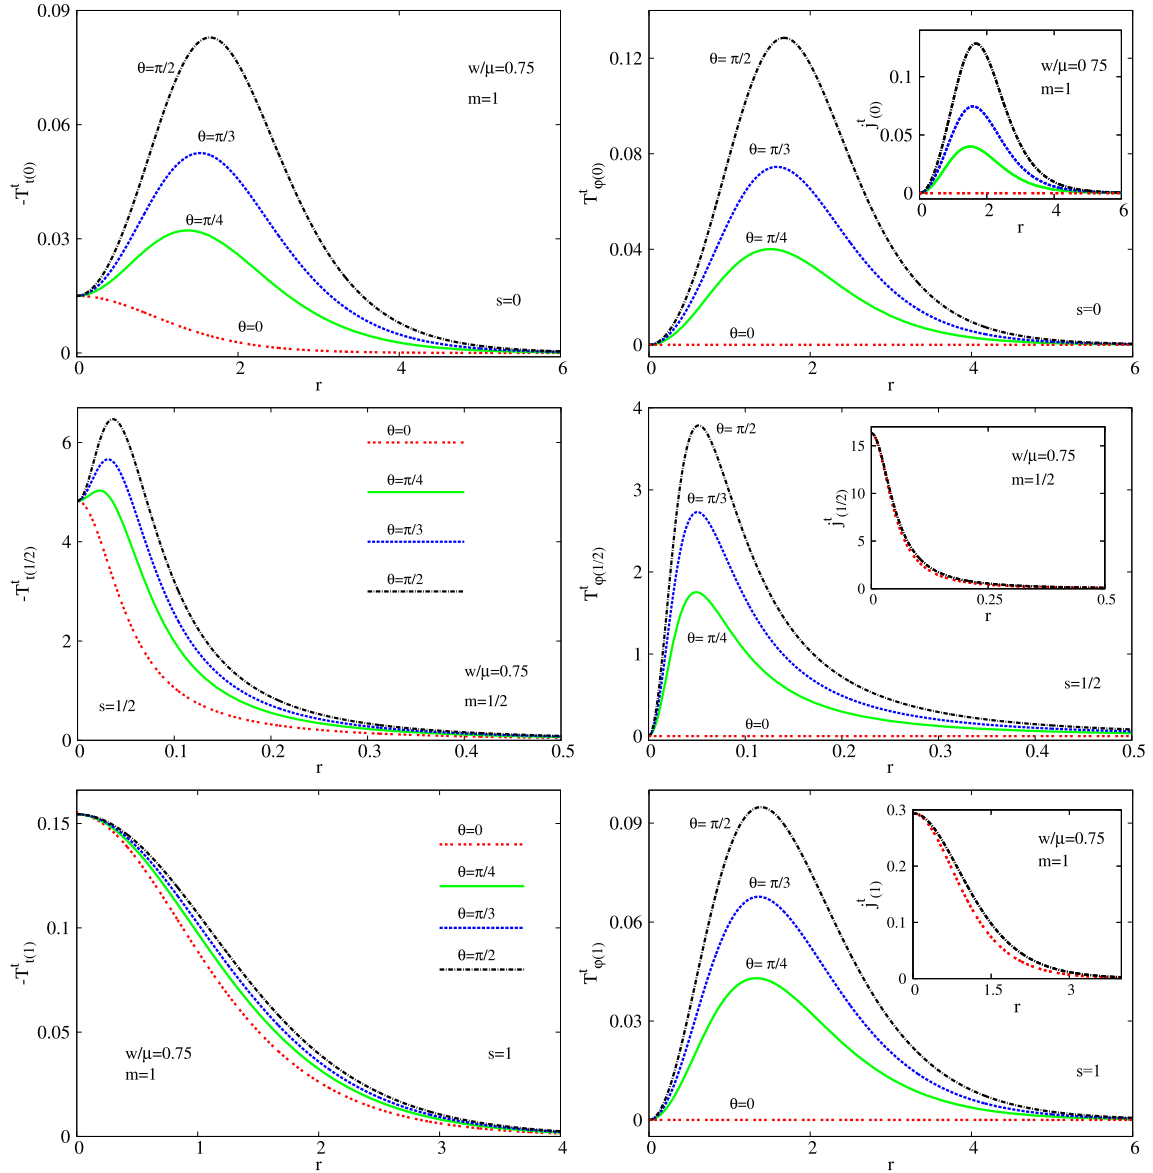 0.09
0.06
0.03
0
0 2 4 6
r
-T^t_t(0)
θ=π/2
θ=π/3
θ=π/4
θ=0
w/μ=0.75
m=1
s=0
0.12
0.08
0.04
0
0 2 4 6
r
T^t_φ(0)
θ= π/2
θ= π/3
θ= π/4
θ=0
s=0
0.1
0.05
0
0 2 4 6
r
j^t_(0)
w/μ=0 75
m=1
6
4
2
0
0 0.1 0.2 0.3 0.4 0.5
r
-T^t_t(1/2)
θ=0
θ=π/4
θ=π/3
θ=π/2
s=1/2
w/μ=0.75
m=1/2
4
3
2
1
0
0 0.1 0.2 0.3 0.4 0.5
r
T^t_φ(1/2)
θ= π/2
θ= π/3
θ= π/4
θ=0
s=1/2
15
10
5
0
0 0.25 0.5
r
j^t_(1/2)
w/μ=0.75
m=1/2
0.15
0.1
0.05
0
0 1 2 3 4
r
-T^t_t(1)
θ=0
θ=π/4
θ=π/3
θ=π/2
w/μ=0.75
m=1
s=1
0.09
0.06
0.03
0
0 2 4 6
r
T^t_φ(1)
θ= π/2
θ= π/3
θ= π/4
θ=0
s=1
0.3
0.2
0.1
0
0 1.5 3
r
j^t_(1)
w/μ=0.75
m=1